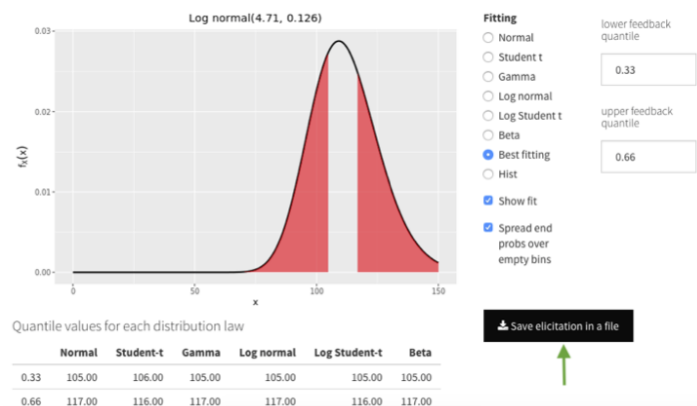 Log normal(4.71, 0.126)
0.03
0.02
0.01
0.00
fx(x)
0
50
100
150
x
Fitting
Normal
Student t
Gamma
Log normal
Log Student t
Beta
Best fitting
Hist
Show fit
Spread end
probs over
empty bins
lower feedback
quantile
0.33
upper feedback
quantile
0.66
Save elicitation in a file
Quantile values for each distribution law
Normal Student-t Gamma Log normal Log Student-t Beta
0.33 105.00 106.00 105.00 105.00 105.00 105.00
0.66 117.00 116.00 117.00 117.00 116.00 117.00